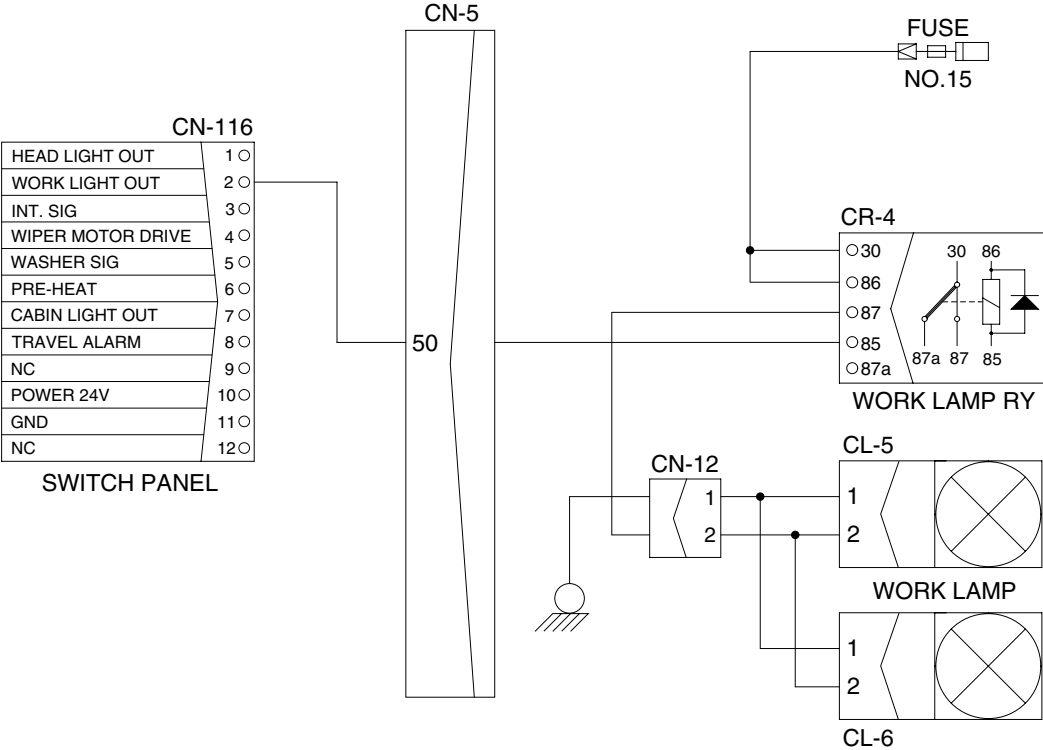 CN-5
FUSE
NO.15
CN-116
HEAD LIGHT OUT 1
WORK LIGHT OUT 2
INT. SIG 3
WIPER MOTOR DRIVE 4
WASHER SIG 5
PRE-HEAT 6
CABIN LIGHT OUT 7
TRAVEL ALARM 8
NC 9
POWER 24V 10
GND 11
NC 12
SWITCH PANEL
50
CR-4
30
86
87
85
87a
30 86
87a 87 85
WORK LAMP RY
CN-12
1
2
CL-5
1
2
WORK LAMP
1
2
CL-6